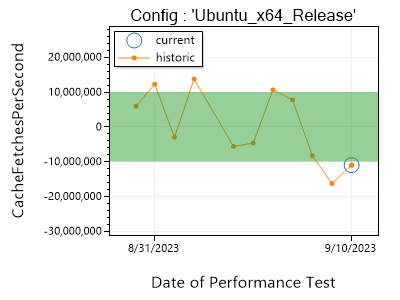 Config : 'Ubuntu_x64_Release'
current
historic
CacheFetchesPerSecond
20,000,000
10,000,000
0
-10,000,000
-20,000,000
-30,000,000
8/31/2023
9/10/2023
Date of Performance Test